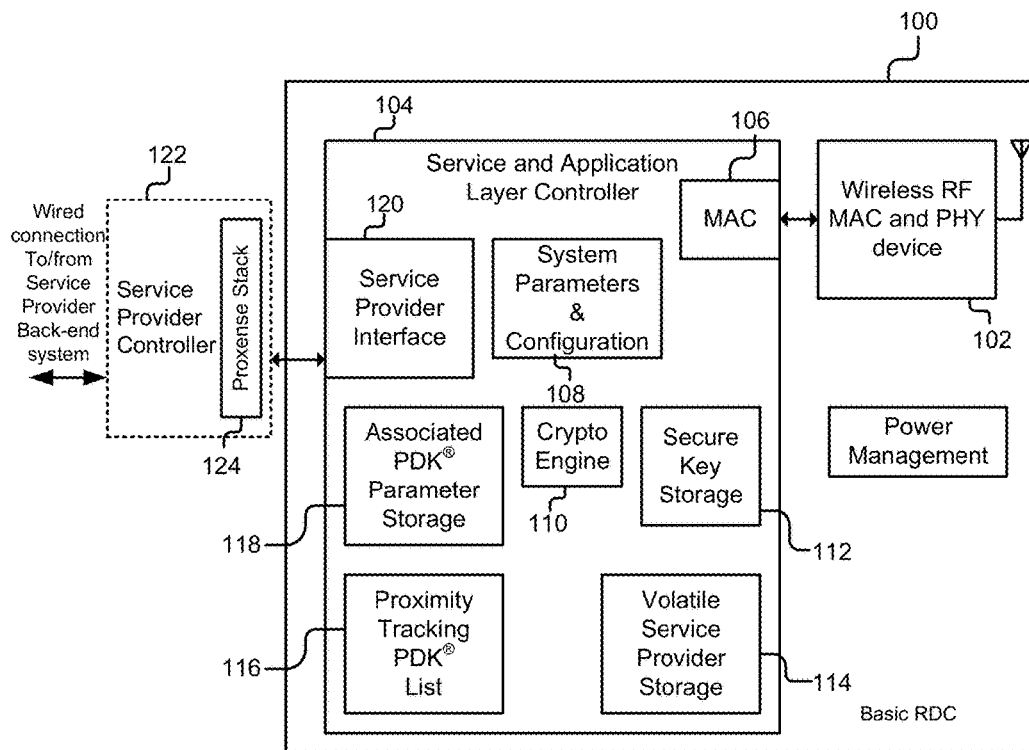 100
104
106
122
Service and Application
Layer Controller
120
MAC
Wireless RF
MAC and PHY
device
102
Wired
connection
To/from
Service
Provider
Back-end
system
Service
Provider
Controller
Proxense Stack
124
Service
Provider
Interface
System
Parameters
&
Configuration
108
Associated
PDK®
Parameter
Storage
118
Crypto
Engine
110
Secure
Key
Storage
112
Power
Management
Proximity
Tracking
PDK®
List
116
Volatile
Service
Provider
Storage
114
Basic RDC